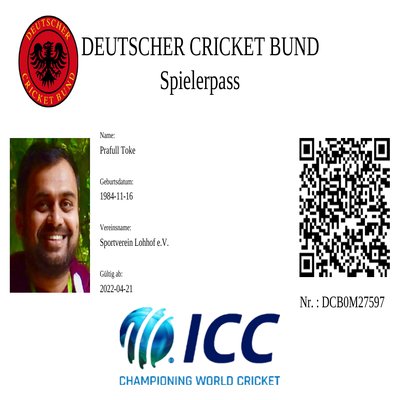 DEUTSCHER CRICKET BUND
DEUTSCHER CRICKET BUND
Spielerpass
Name:
Prafull Toke
Geburtsdatum:
1984-11-16
Vereinsname:
Sportverein Lohhof e.V.
Gültig ab:
2022-04-21
Nr. : DCB0M27597
ICC
CHAMPIONING WORLD CRICKET